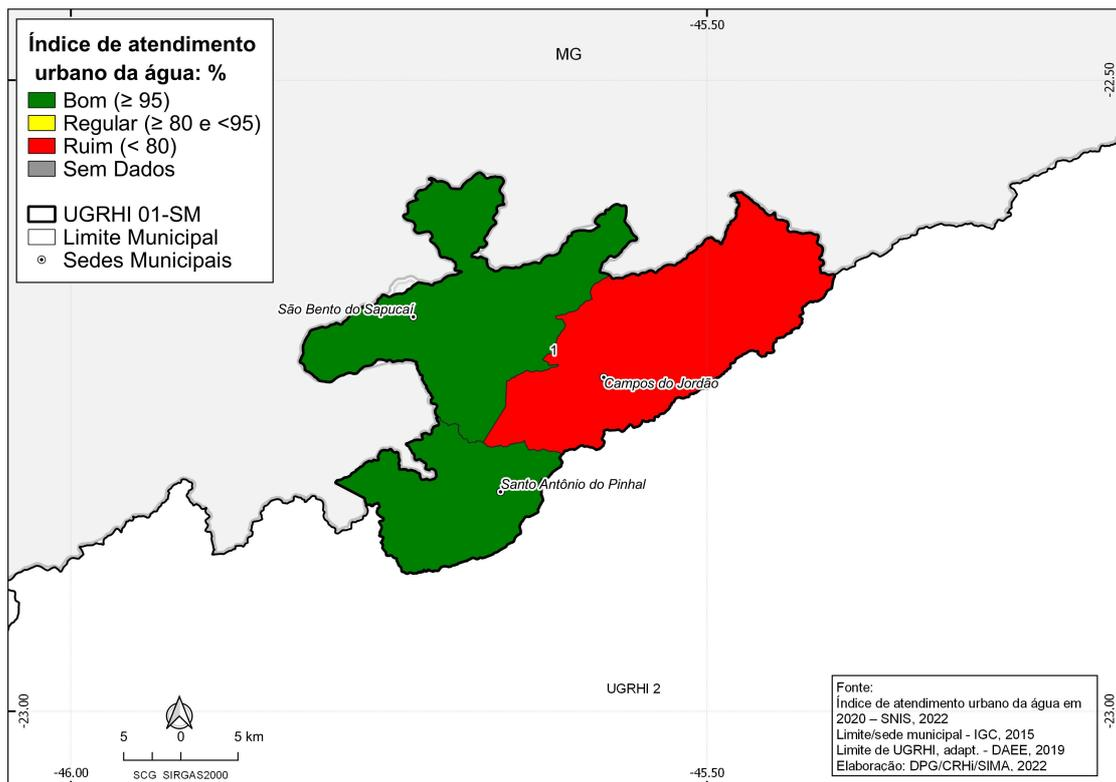 Índice de atendimento
urbano da água: %
Bom (≥ 95)
Regular (≥ 80 e <95)
Ruim (< 80)
Sem Dados
UGRHI 01-SM
Limite Municipal
Sedes Municipais
-45.50
MG
-22.50
São Bento do Sapucaí
1
Campos do Jordão
Santo Antônio do Pinhal
UGRHI 2
-23.00
-23.00
5 0 5 km
SCG SIRGAS2000
-46.00
-45.50
Fonte:
Índice de atendimento urbano da água em
2020 – SNIS, 2022
Limite/sede municipal - IGC, 2015
Limite de UGRHI, adapt. - DAEE, 2019
Elaboração: DPG/CRHi/SIMA, 2022